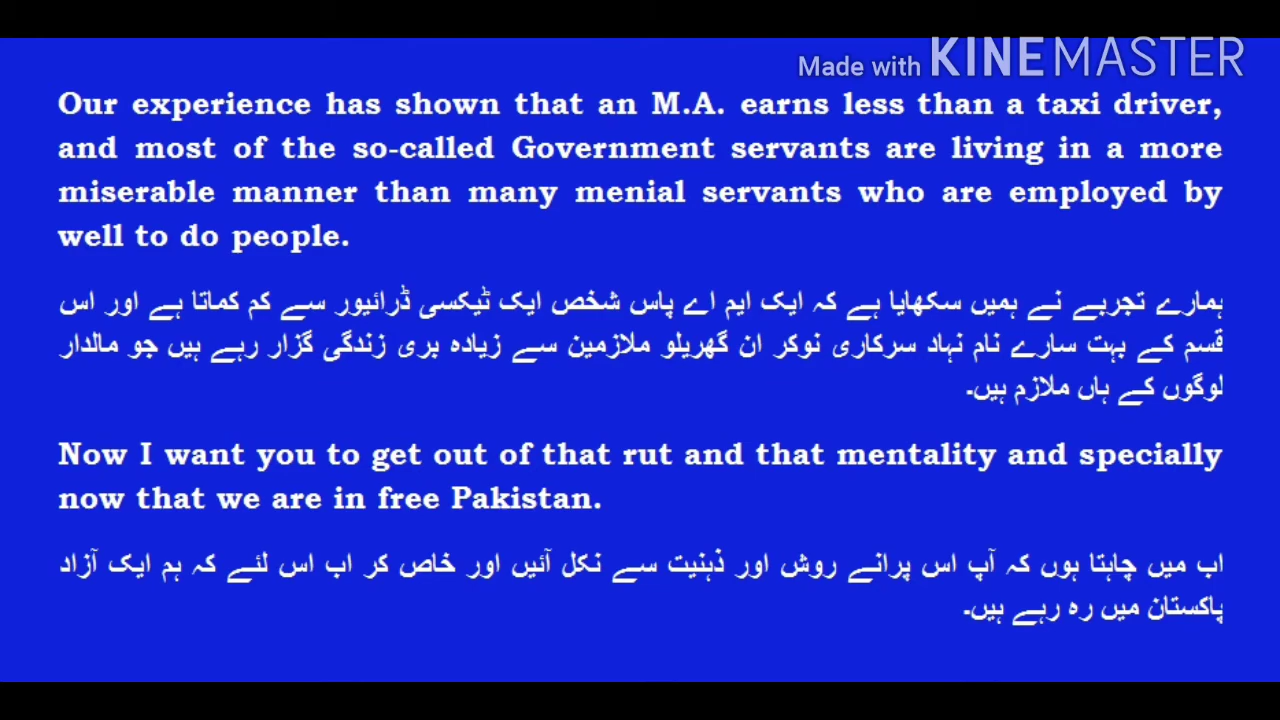 Made with KINEMASTER
Our experience has shown that an M.A. earns less than a taxi driver,
and most of the so-called Government servants are living in a more
miserable manner than many menial servants who are employed by
well to do people.
ہمارے تجربے نے ہمیں سکھایا ہے کہ ایک ایم اے پاس شخص ایک ٹیکسی ڈرائیور سے کم کماتا ہے اور اس
قسم کے بہت سارے نام نہاد سرکاری نوکر ان گھریلو ملازمین سے زیادہ بری زندگی گزار رہے ہیں جو مالدار
لوگوں کے ہاں ملازم ہیں۔
Now I want you to get out of that rut and that mentality and specially
now that we are in free Pakistan.
اب میں چاہتا ہوں کہ آپ اس پرانے روش اور ذہنیت سے نکل آئیں اور خاص کر اب اس لئے کہ ہم ایک آزاد
پاکستان میں رہ رہے ہیں۔